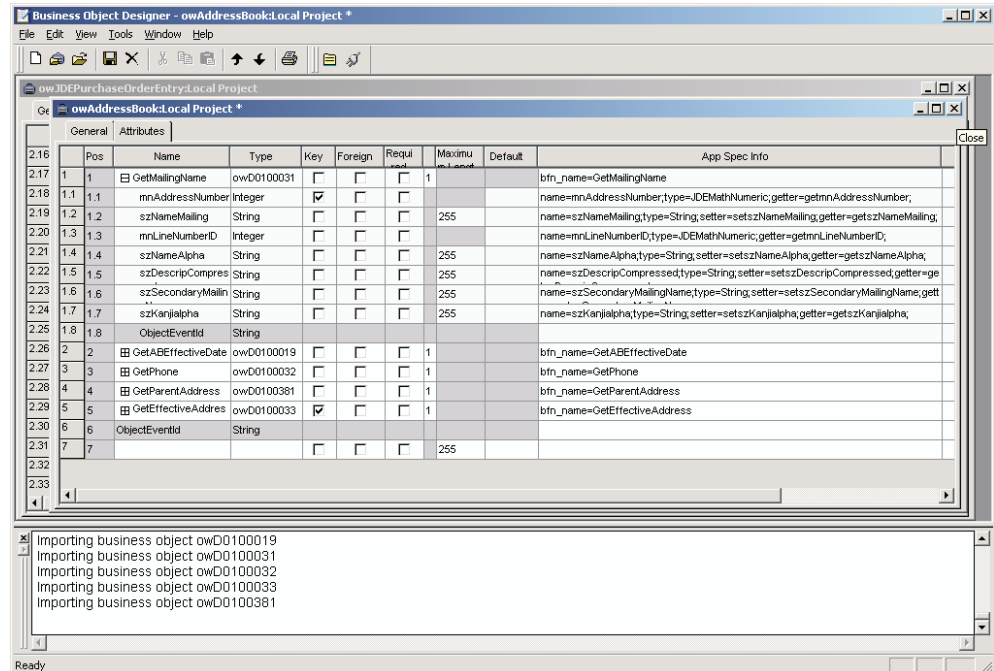 Business Object Designer - owAddressBook:Local Project *
File Edit View Tools Window Help
owJDEPurchaseOrderEntry:Local Project
Ge
owAddressBook:Local Project *
General Attributes
Close
Pos Name Type Key Foreign Requi Maximu Default App Spec Info
2.16
2.17
2.18
2.19
2.20
2.21
2.22
2.23
2.24
2.25
2.26
2.27
2.28
2.29
2.30
2.31
2.32
2.33
1 1 GetMailingName owD0100031 1 bfn_name=GetMailingName
1.1 1.1 mnAddressNumber Integer name=mnAddressNumber;type=JDEMathNumeric;getter=getmnAddressNumber;
1.2 1.2 szNameMailing String 255 name=szNameMailing;type=String;setter=setszNameMailing;getter=getszNameMailing;
1.3 1.3 mnLineNumberID Integer name=mnLineNumberID;type=JDEMathNumeric;getter=getmnLineNumberID;
1.4 1.4 szNameAlpha String 255 name=szNameAlpha;type=String;setter=setszNameAlpha;getter=getszNameAlpha;
1.5 1.5 szDescripCompres String 255 name=szDescripCompressed;type=String;setter=setszDescripCompressed;getter=ge
1.6 1.6 szSecondaryMailin String 255 name=szSecondaryMailingName;type=String;setter=setszSecondaryMailingName;gett
1.7 1.7 szKanjialpha String 255 name=szKanjialpha;type=String;setter=setszKanjialpha;getter=getszKanjialpha;
1.8 1.8 ObjectEventId String
2 2 GetABEffectiveDate owD0100019 1 bfn_name=GetABEffectiveDate
3 3 GetPhone owD0100032 1 bfn_name=GetPhone
4 4 GetParentAddress owD0100381 1 bfn_name=GetParentAddress
5 5 GetEffectiveAddres owD0100033 1 bfn_name=GetEffectiveAddress
6 6 ObjectEventId String
7 7 255
Importing business object owD0100019
Importing business object owD0100031
Importing business object owD0100032
Importing business object owD0100033
Importing business object owD0100381
Ready